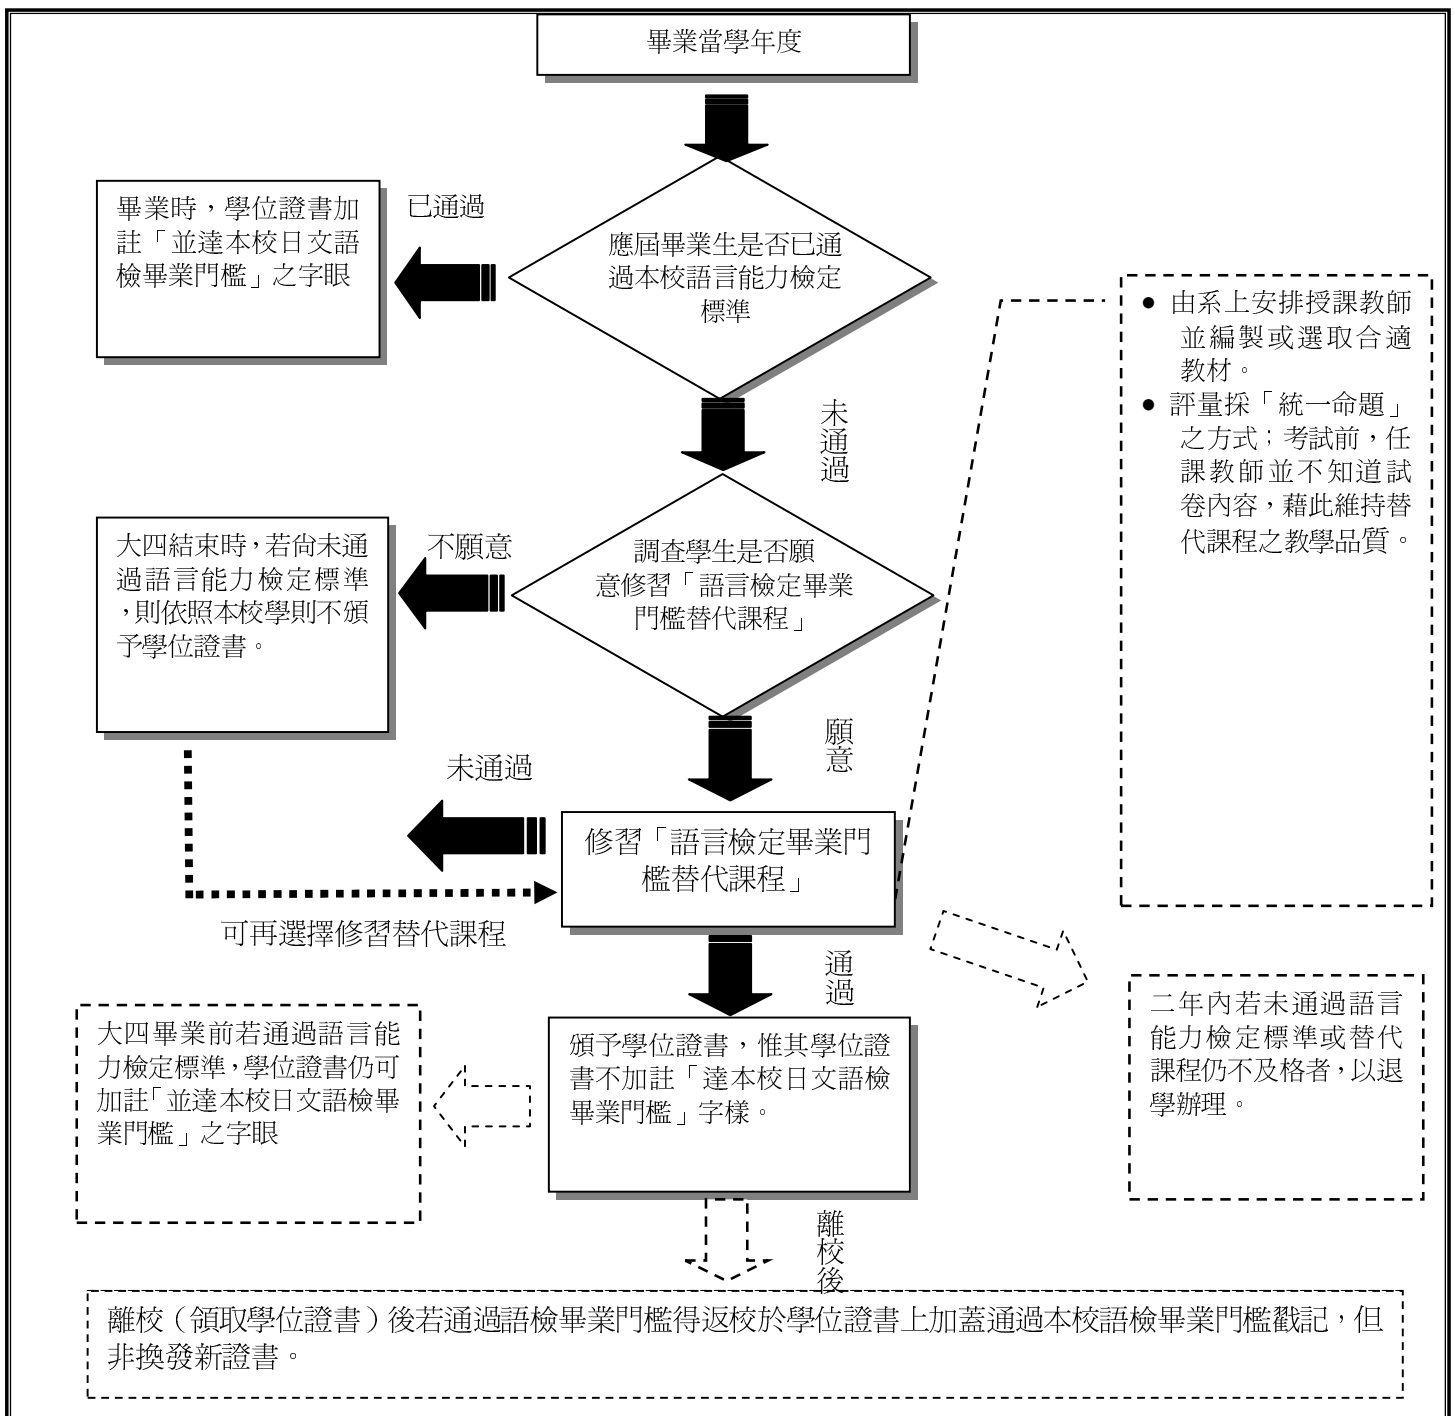 畢業當學年度
應屆畢業生是否已通
過本校語言能力檢定
標準
已通過
畢業時，學位證書加
註「並達本校日文語
檢畢業門檻」之字眼
未通過
調查學生是否願
意修習「語言檢定畢業
門檻替代課程」
不願意
大四結束時，若尚未通
過語言能力檢定標準
，則依照本校學則不頒
予學位證書。
● 由系上安排授課教師
並編製或選取合適
教材。
● 評量採「統一命題」
之方式；考試前，任
課教師並不知道試
卷內容，藉此維持替
代課程之教學品質。
願意
未通過
修習「語言檢定畢業門
檻替代課程」
可再選擇修習替代課程
通過
二年內若未通過語言
能力檢定標準或替代
課程仍不及格者，以退
學辦理。
頒予學位證書，惟其學位證
書不加註「達本校日文語檢
畢業門檻」字樣。
大四畢業前若通過語言能
力檢定標準，學位證書仍可
加註「並達本校日文語檢畢
業門檻」之字眼
離校後
離校（領取學位證書）後若通過語檢畢業門檻得返校於學位證書上加蓋通過本校語檢畢業門檻戳記，但
非換發新證書。